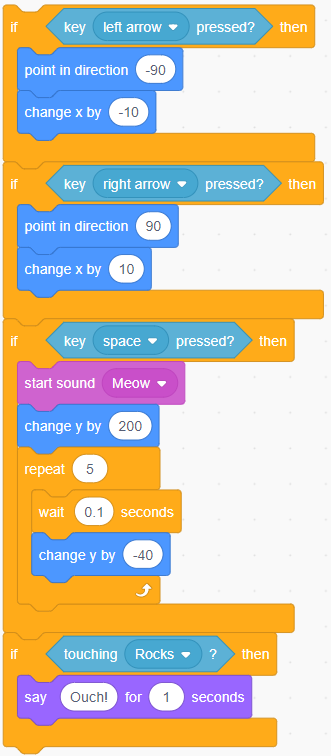 if key left arrow pressed? then
point in direction -90
change x by -10
if key right arrow pressed? then
point in direction 90
change x by 10
if key space pressed? then
start sound Meow
change y by 200
repeat 5
wait 0.1 seconds
change y by -40
if touching Rocks ? then
say Ouch! for 1 seconds